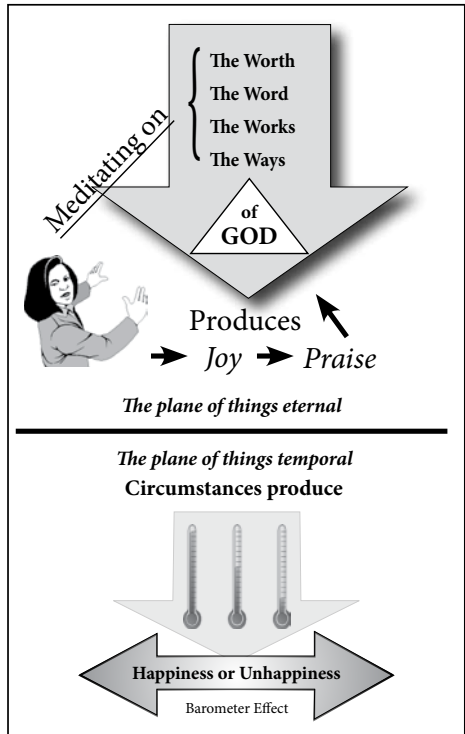 Meditating on
The Worth
The Word
The Works
The Ways
of
GOD
Produces
Joy
Praise
The plane of things eternal
The plane of things temporal
Circumstances produce
Happiness or Unhappiness
Barometer Effect